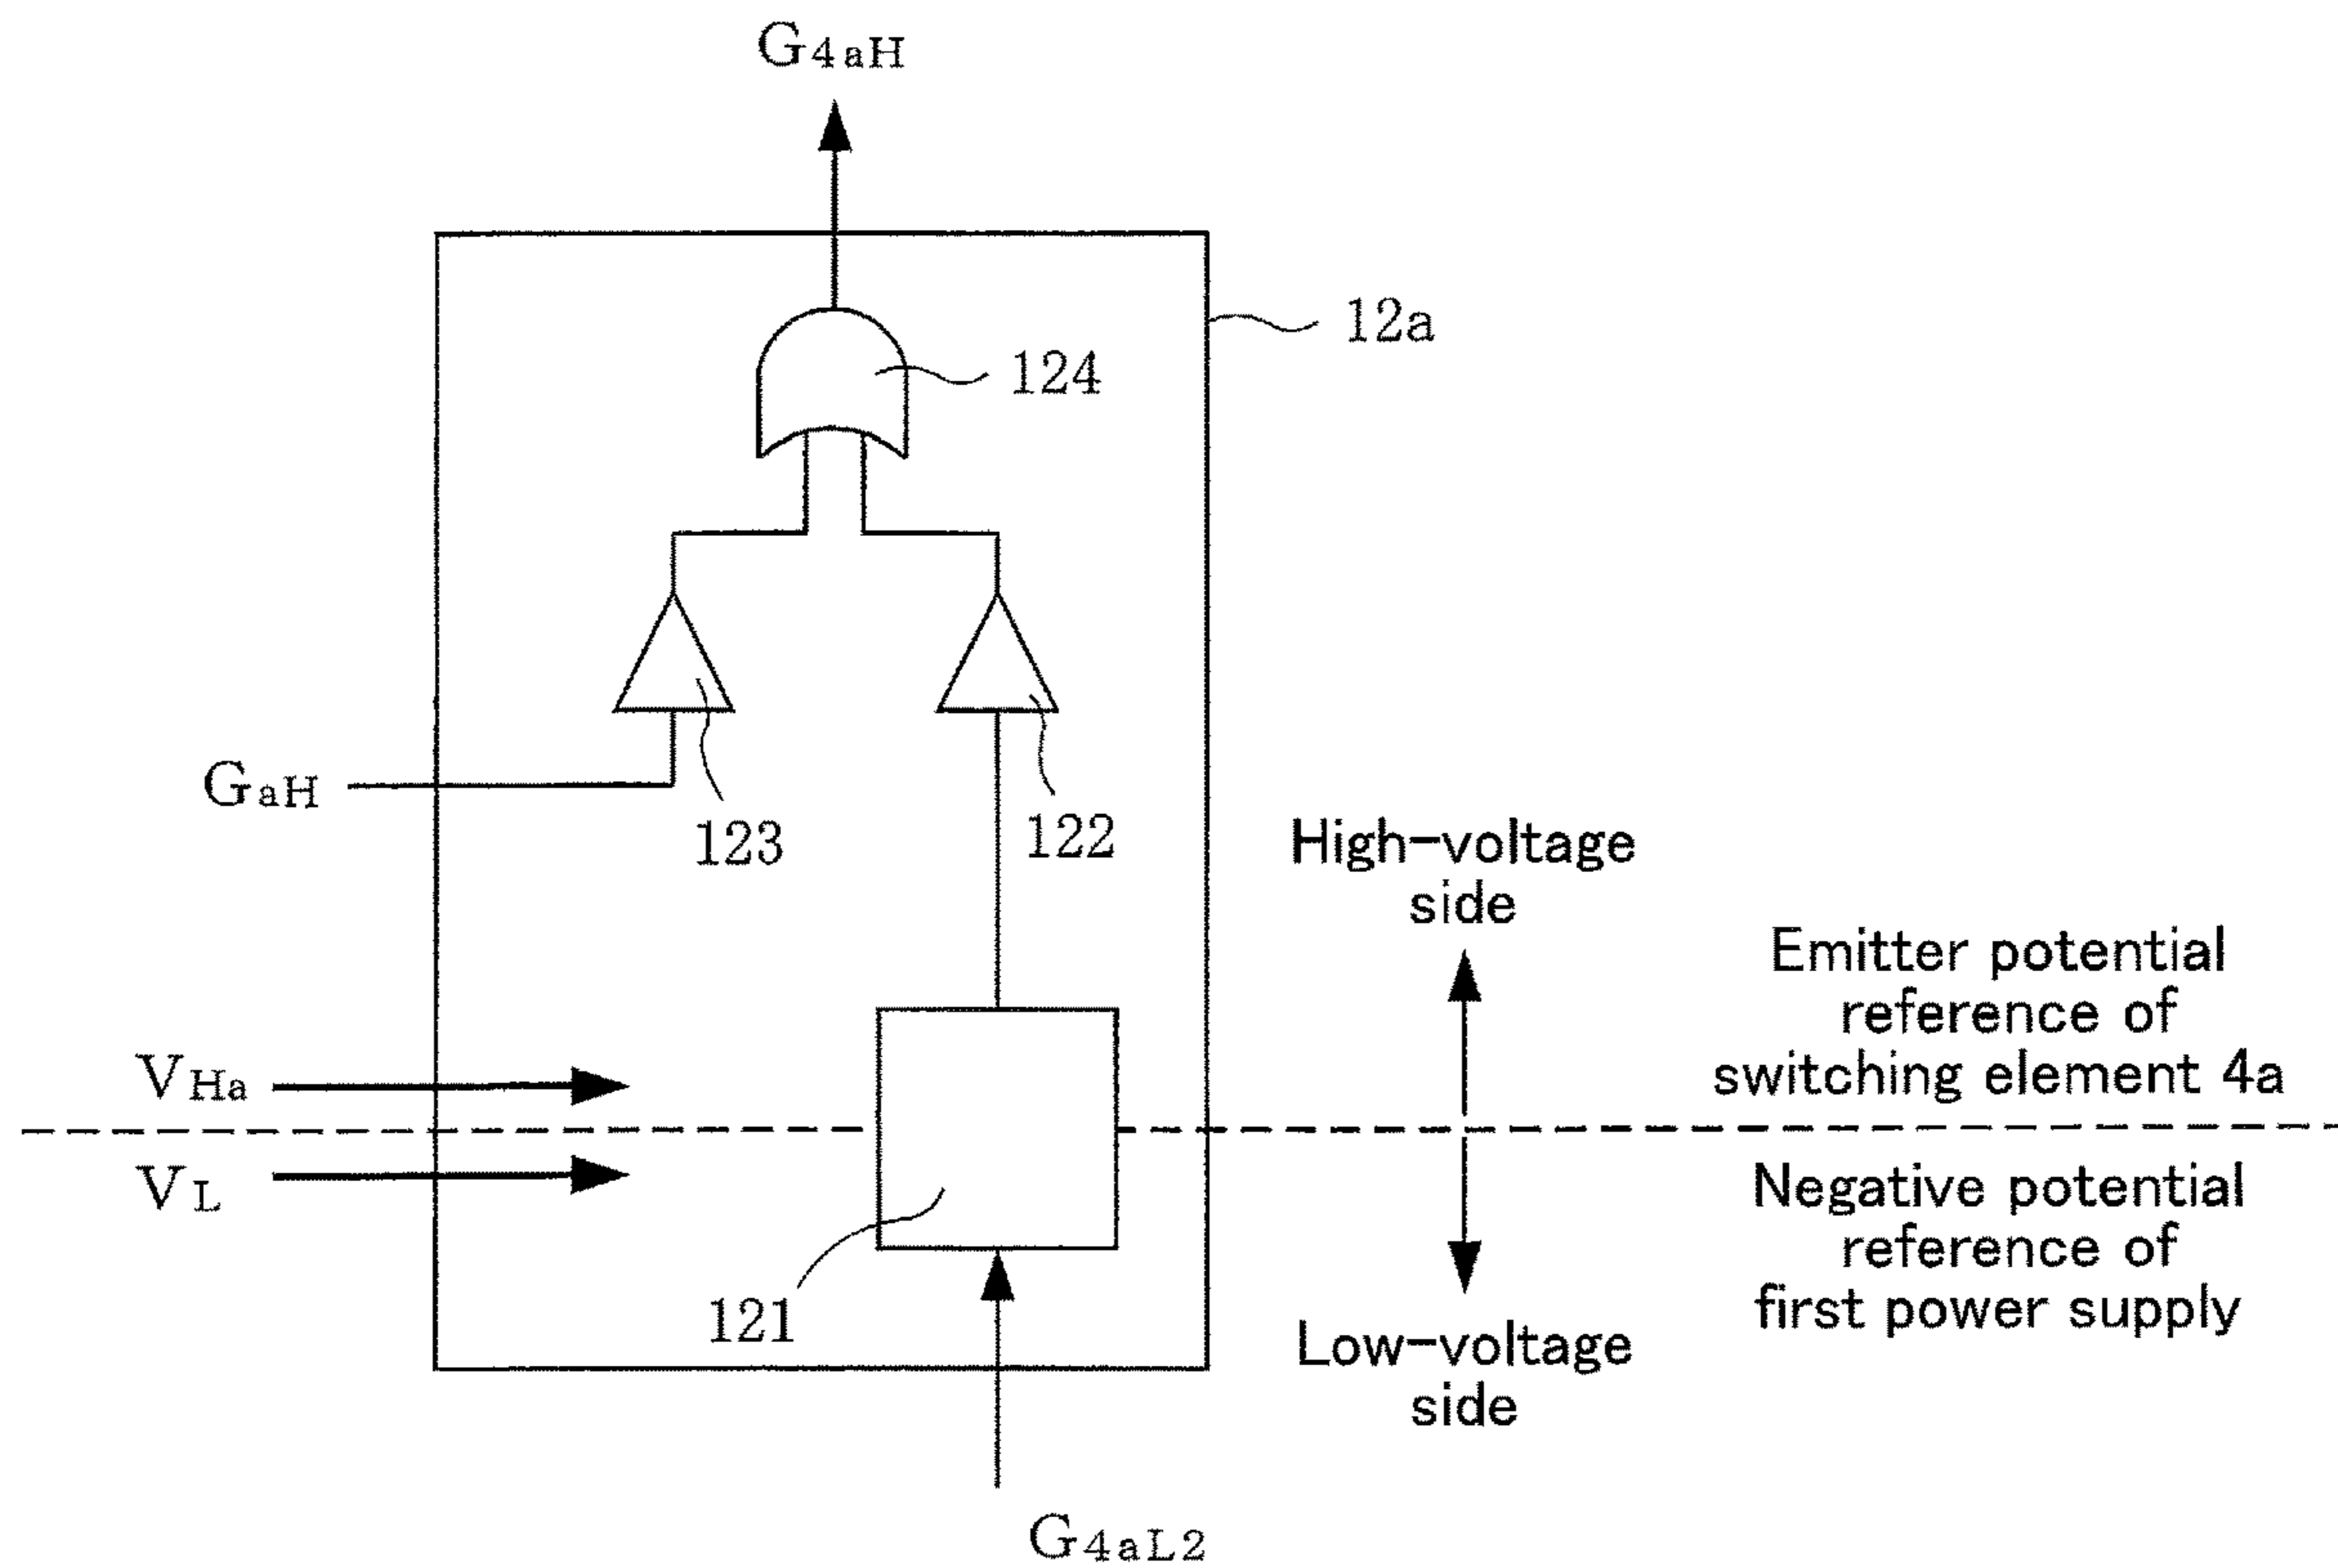 G4aH
12a
124
GaH
123
122
High-voltage
side
Emitter potential
reference of
switching element 4a
VHa
VL
Negative potential
reference of
first power supply
121
Low-voltage
side
G4aL2